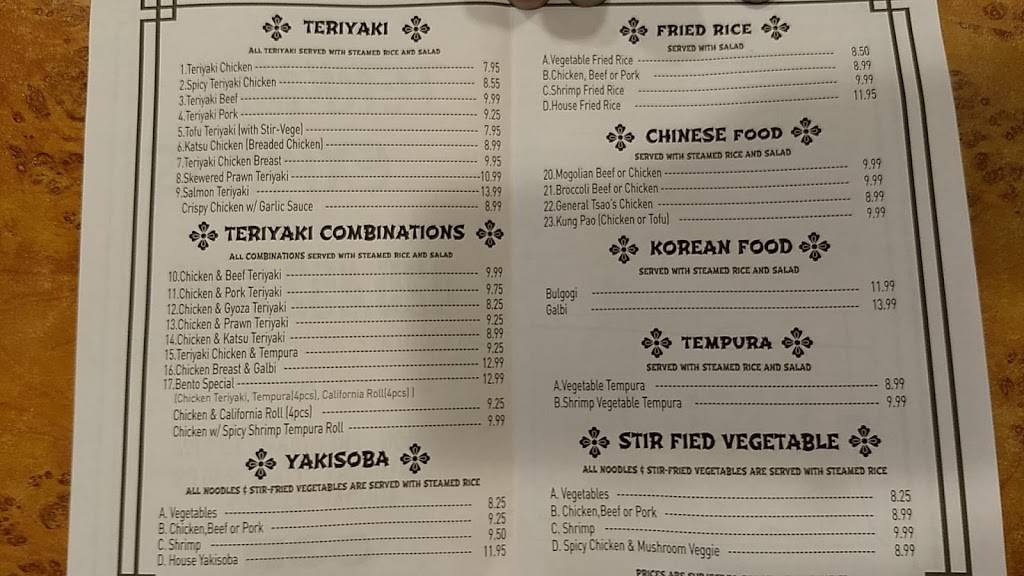 TERIYAKI
ALL TERIYAKI SERVED WITH STEAMED RICE AND SALAD
1.Teriyaki Chicken 7.95
2.Spicy Teriyaki Chicken 8.55
3.Teriyaki Beef 9.99
4.Teriyaki Pork 9.25
5.Tofu Teriyaki (with Stir-Vege) 7.95
6.Katsu Chicken (Breaded Chicken) 8.99
7.Teriyaki Chicken Breast 9.95
8.Skewered Prawn Teriyaki 10.99
9.Salmon Teriyaki 13.99
Crispy Chicken w/ Garlic Sauce 8.99
TERIYAKI COMBINATIONS
ALL COMBINATIONS SERVED WITH STEAMED RICE AND SALAD
10.Chicken & Beef Teriyaki 9.99
11.Chicken & Pork Teriyaki 9.75
12.Chicken & Gyoza Teriyaki 8.25
13.Chicken & Prawn Teriyaki 9.25
14.Chicken & Katsu Teriyaki 8.99
15.Teriyaki Chicken & Tempura 9.25
16.Chicken Breast & Galbi 12.99
17.Bento Special 12.99
(Chicken Teriyaki, Tempura(4pcs), California Roll(4pcs) )
Chicken & California Roll (4pcs) 9.25
Chicken w/ Spicy Shrimp Tempura Roll 9.99
YAKISOBA
ALL NOODLES & STIR-FRIED VEGETABLES ARE SERVED WITH STEAMED RICE
A. Vegetables 8.25
B. Chicken,Beef or Pork 9.25
C. Shrimp 9.50
D. House Yakisoba 11.95
FRIED RICE
SERVED WITH SALAD
A.Vegetable Fried Rice 8.50
B.Chicken, Beef or Pork 8.99
C.Shrimp Fried Rice 9.99
D.House Fried Rice 11.95
CHINESE FOOD
SERVED WITH STEAMED RICE AND SALAD
20.Mogolian Beef or Chicken 9.99
21.Broccoli Beef or Chicken 9.99
22.General Tsao's Chicken 8.99
23.Kung Pao (Chicken or Tofu) 9.99
KOREAN FOOD
SERVED WITH STEAMED RICE AND SALAD
Bulgogi 11.99
Galbi 13.99
TEMPURA
SERVED WITH STEAMED RICE AND SALAD
A.Vegetable Tempura 8.99
B.Shrimp Vegetable Tempura 9.99
STIR FIED VEGETABLE
ALL NOODLES & STIR-FRIED VEGETABLES ARE SERVED WITH STEAMED RICE
A. Vegetables 8.25
B. Chicken,Beef or Pork 8.99
C. Shrimp 9.99
D. Spicy Chicken & Mushroom Veggie 8.99
PRICES ARE